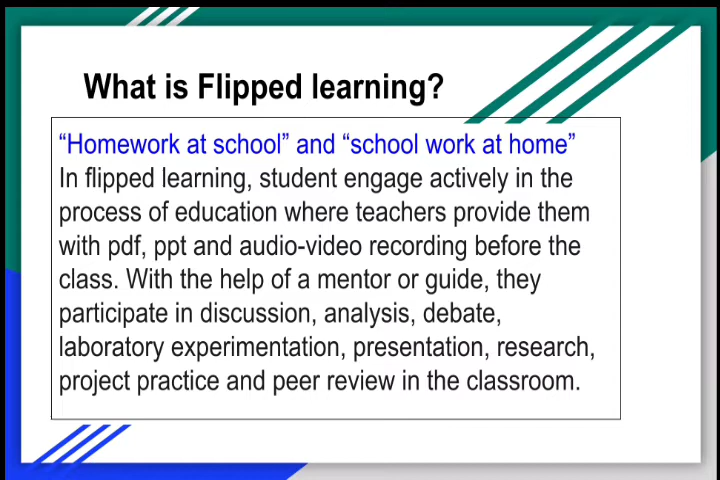 What is Flipped learning?
“Homework at school” and “school work at home”
In flipped learning, student engage actively in the
process of education where teachers provide them
with pdf, ppt and audio-video recording before the
class. With the help of a mentor or guide, they
participate in discussion, analysis, debate,
laboratory experimentation, presentation, research,
project practice and peer review in the classroom.